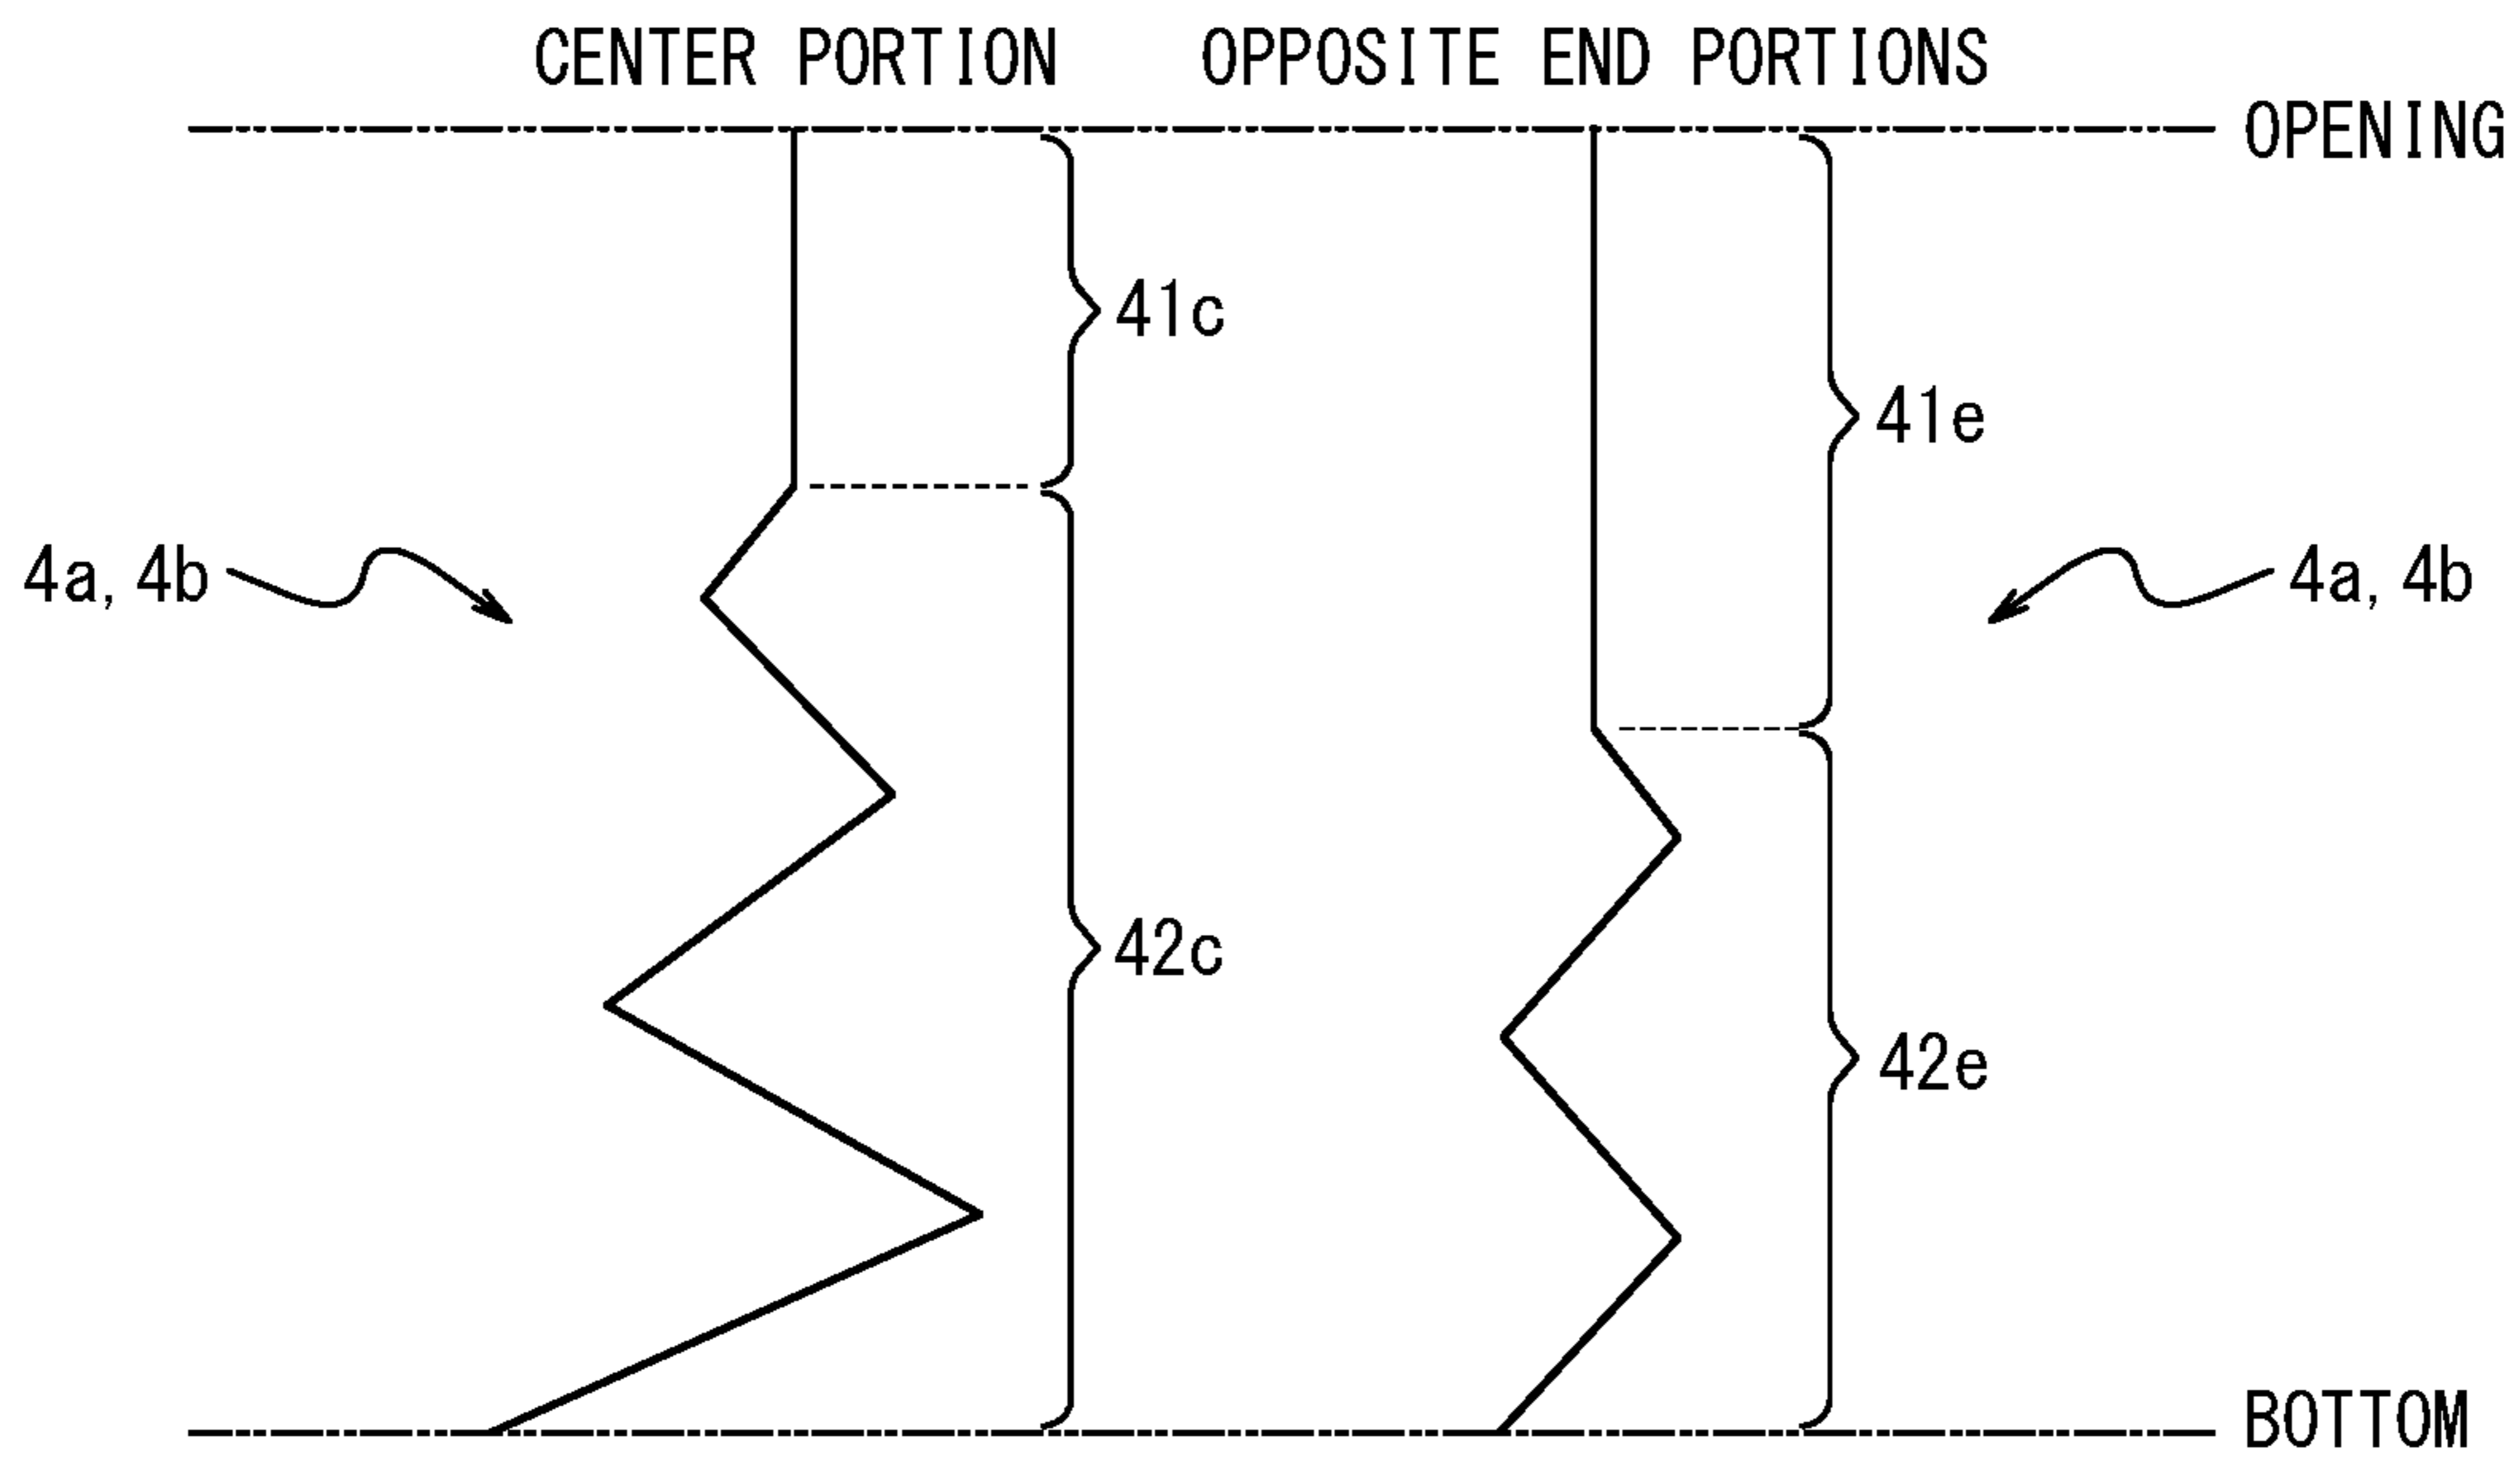 CENTER PORTION OPPOSITE END PORTIONS
OPENING
41c
41e
4a, 4b
4a, 4b
42c
42e
BOTTOM